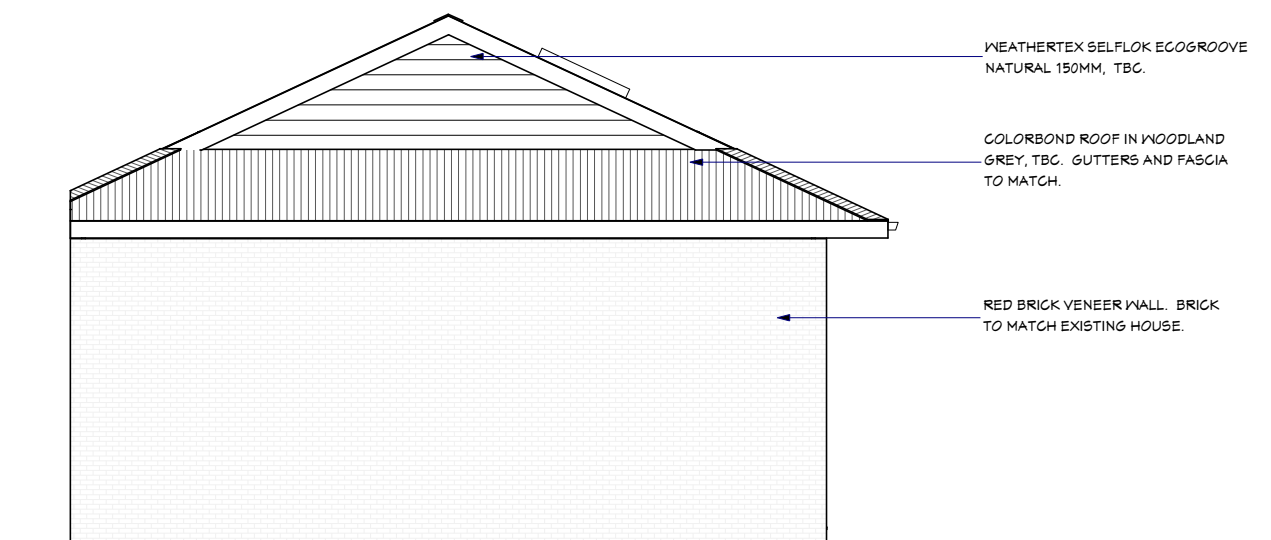 WEATHERTEX SELFLOK ECOGROOVE
NATURAL 150MM, TBC.
COLORBOND ROOF IN WOODLAND
GREY, TBC. GUTTERS AND FASCIA
TO MATCH.
RED BRICK VENEER WALL. BRICK
TO MATCH EXISTING HOUSE.